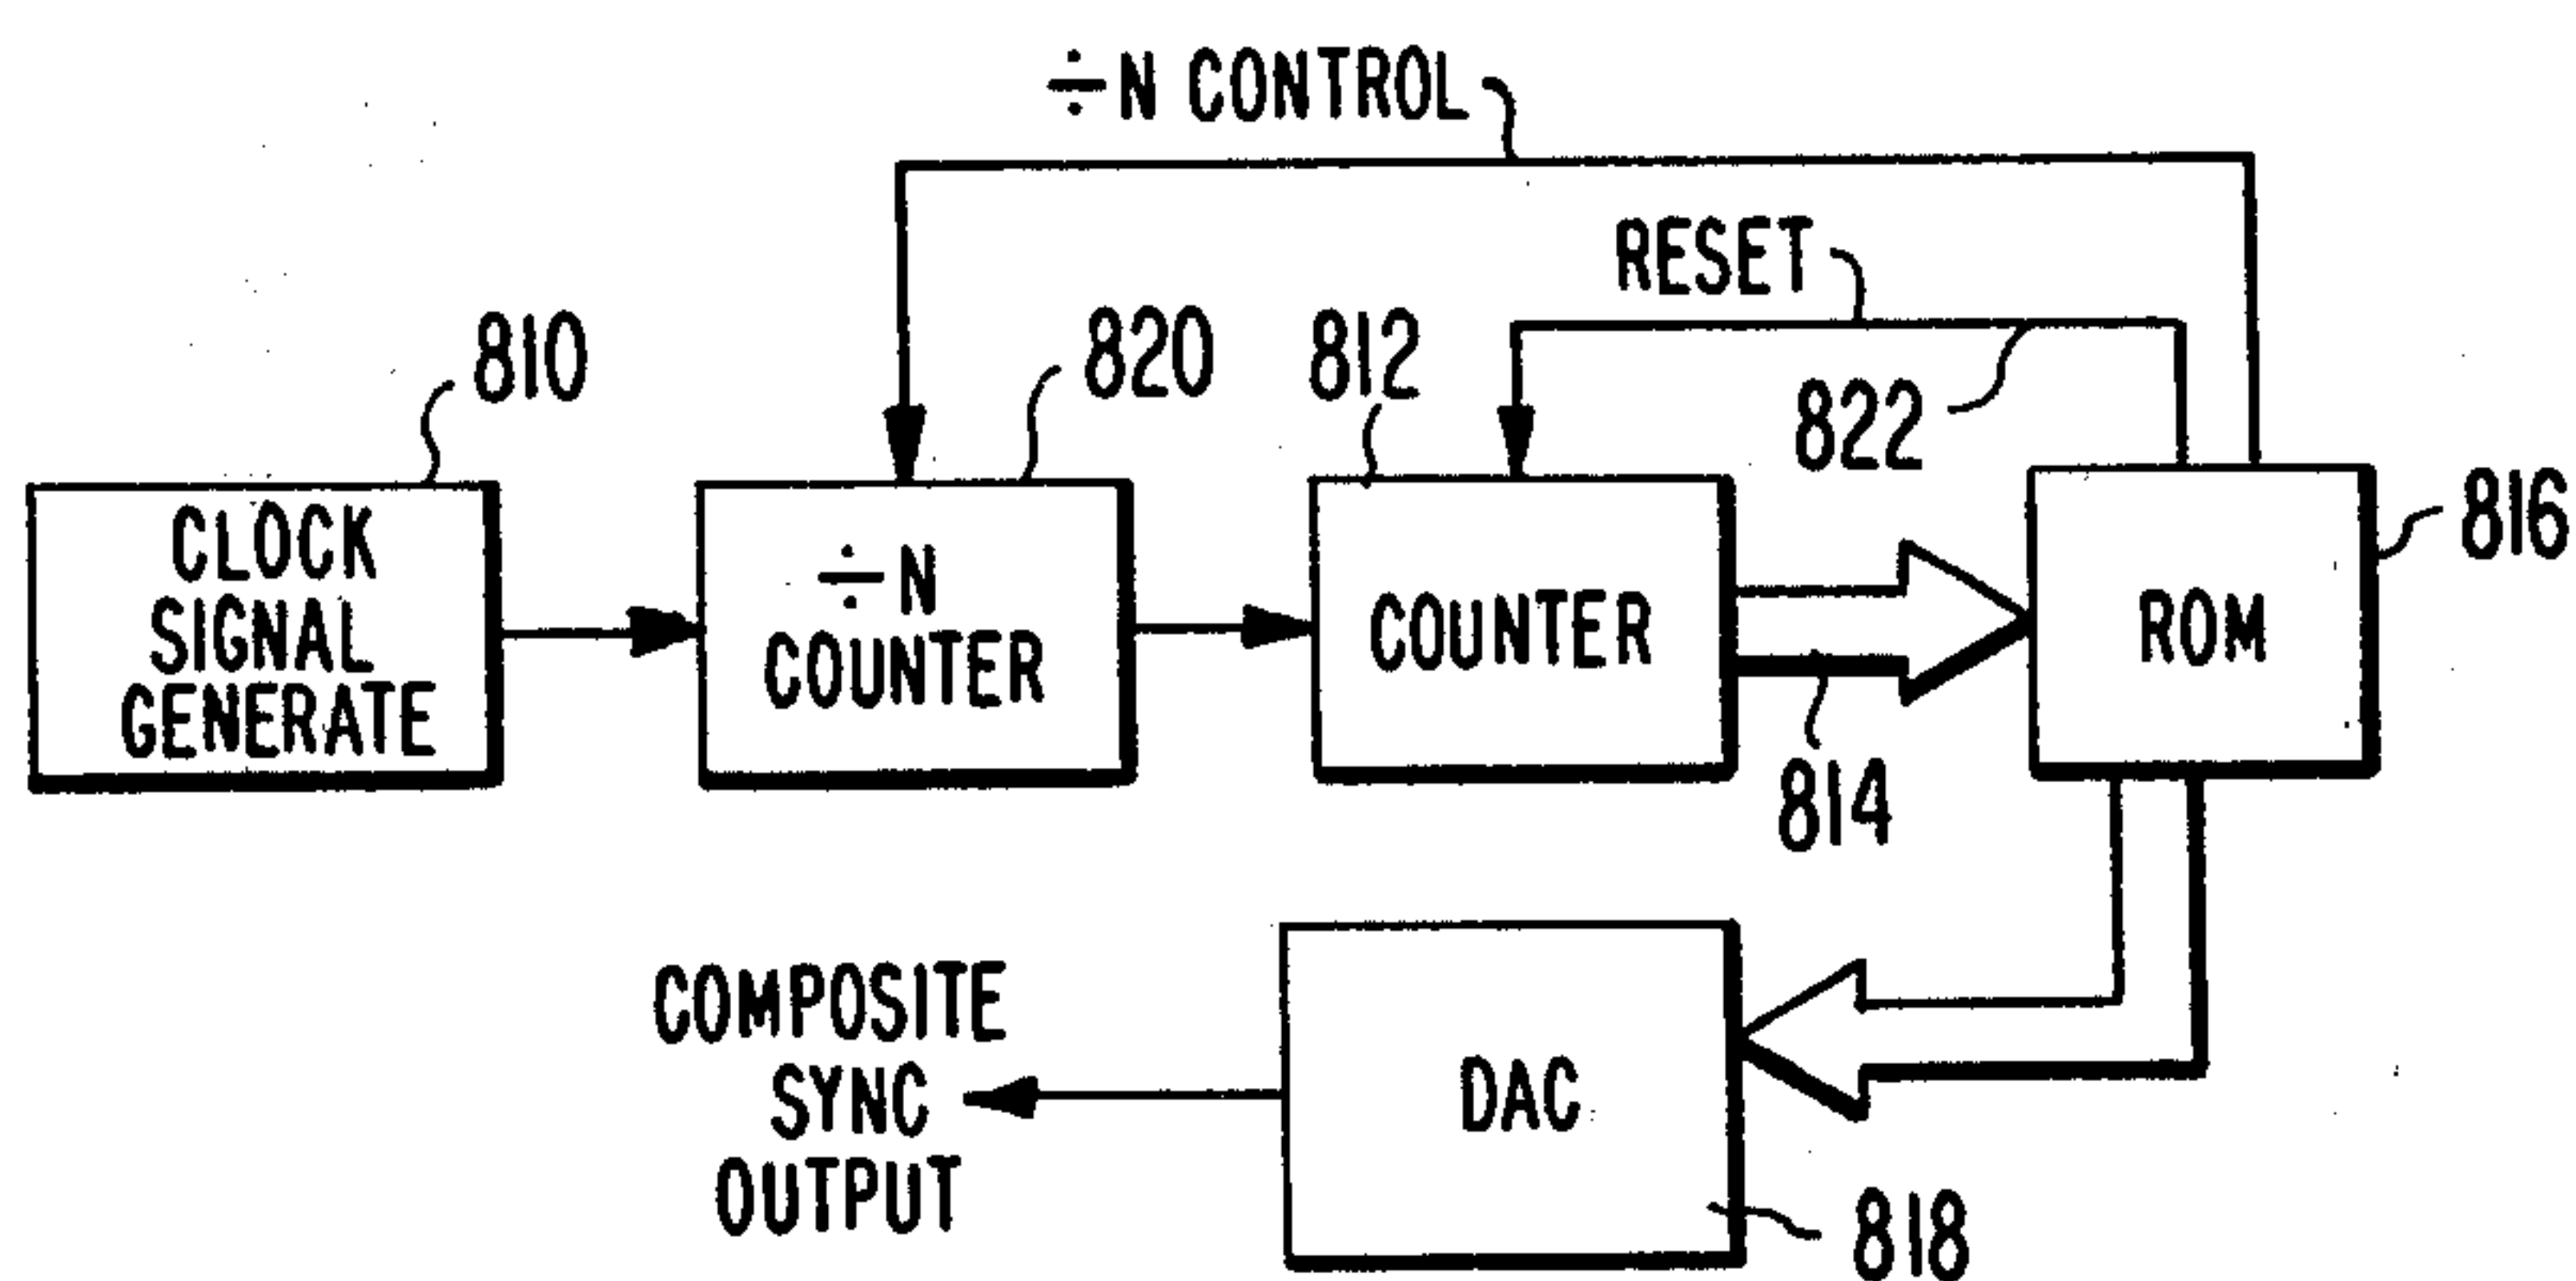 ÷N CONTROL
RESET
810
820
812
822
816
CLOCK
SIGNAL
GENERATE
÷N
COUNTER
COUNTER
ROM
814
COMPOSITE
SYNC
OUTPUT
DAC
818